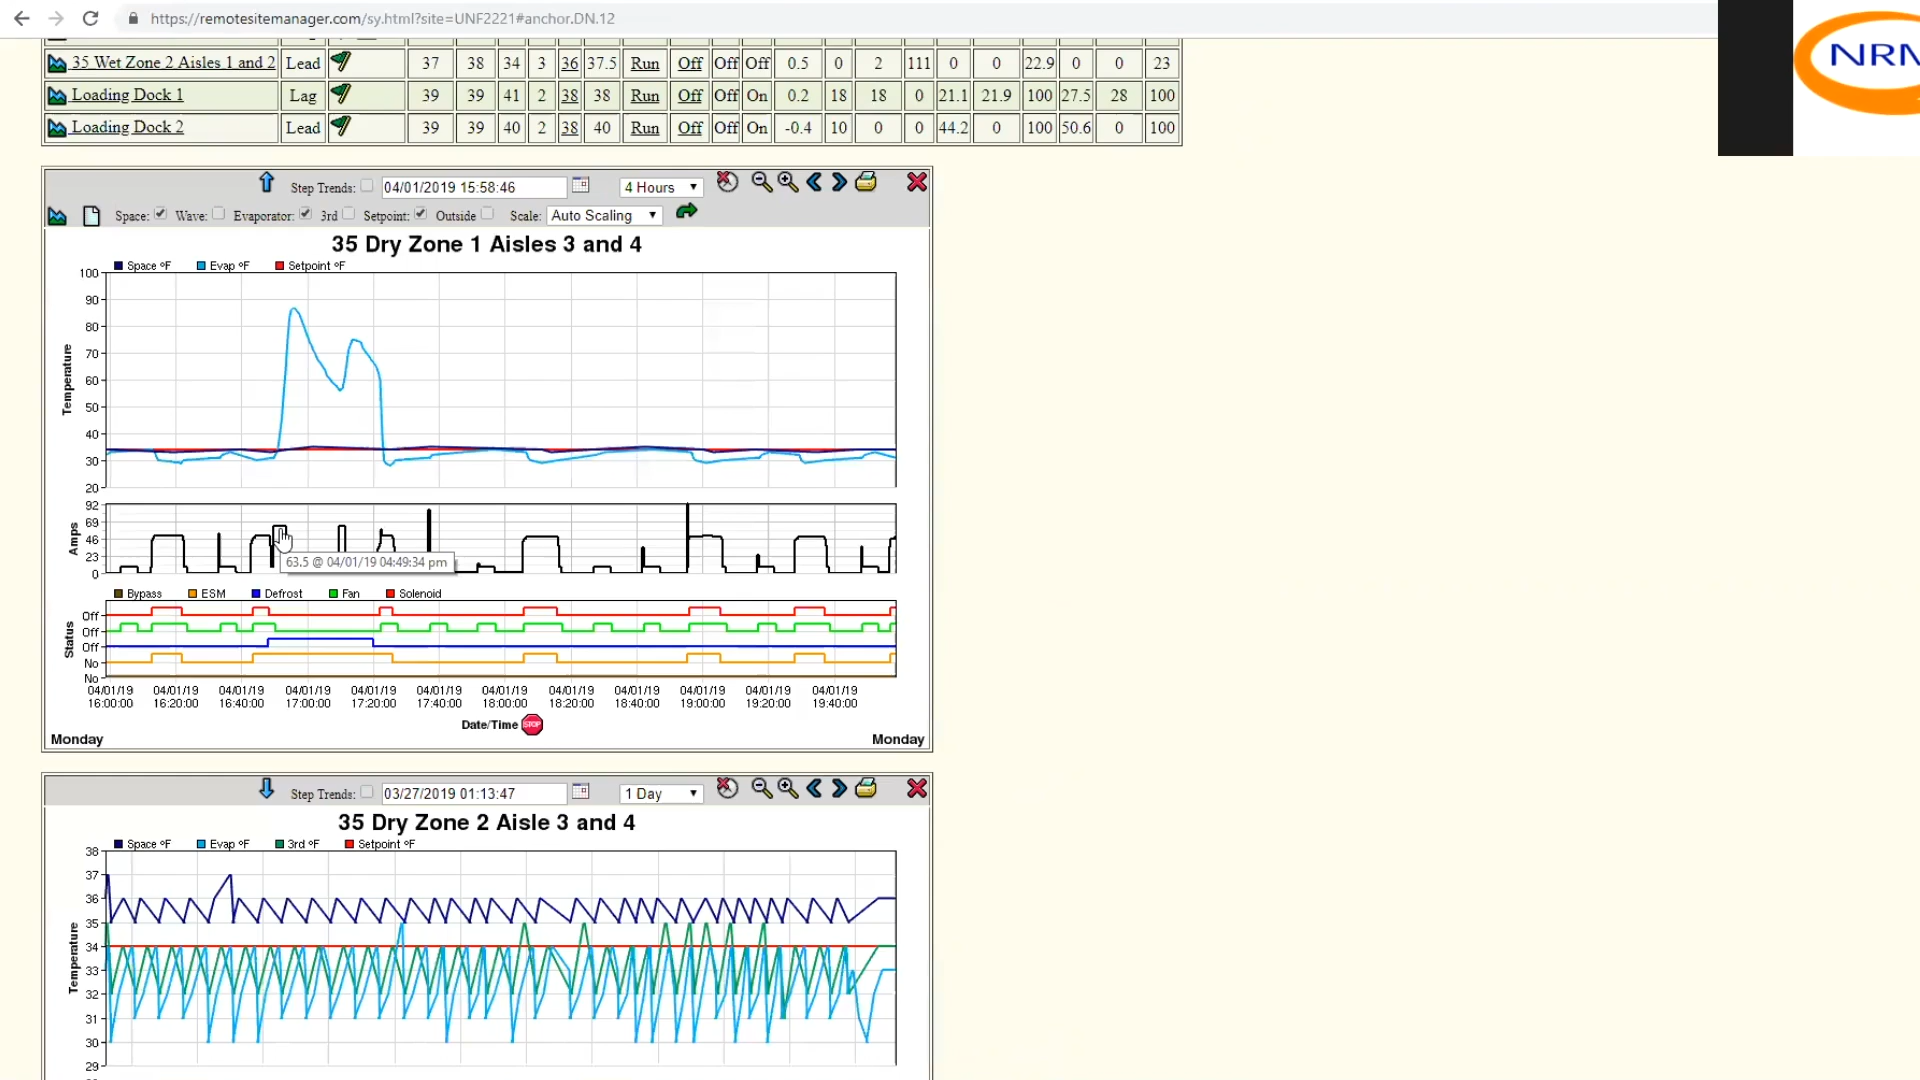 https://remotesitemanager.com/sy.html?site=UNF2221#anchor.DN.12
NRM
35 Wet Zone 2 Aisles 1 and 2 Lead 37 38 34 3 36 37.5 Run Off Off Off 0.5 0 2 111 0 0 22.9 0 0 23
Loading Dock 1 Lag 39 39 41 2 38 38 Run Off Off On 0.2 18 18 0 21.1 21.9 100 27.5 28 100
Loading Dock 2 Lead 39 39 40 2 38 40 Run Off Off On -0.4 10 0 0 44.2 0 100 50.6 0 100
Step Trends: 04/01/2019 15:58:46 4 Hours
Space: Wave: Evaporator: 3rd Setpoint: Outside Scale: Auto Scaling
35 Dry Zone 1 Aisles 3 and 4
Space ºF Evap ºF Setpoint ºF
100
90
80
70
60
50
40
30
20
Temperature
92
69
46
23
0
Amps
63.5 @ 04/01/19 04:49:34 pm
Bypass ESM Defrost Fan Solenoid
Off
Off
Off
No
No
Status
04/01/19 04/01/19 04/01/19 04/01/19 04/01/19 04/01/19 04/01/19 04/01/19 04/01/19 04/01/19 04/01/19 04/01/19
16:00:00 16:20:00 16:40:00 17:00:00 17:20:00 17:40:00 18:00:00 18:20:00 18:40:00 19:00:00 19:20:00 19:40:00
Date/Time STOP
Monday Monday
Step Trends: 03/27/2019 01:13:47 1 Day
35 Dry Zone 2 Aisle 3 and 4
Space ºF Evap ºF 3rd ºF Setpoint ºF
38
37
36
35
34
33
32
31
30
29
Temperature